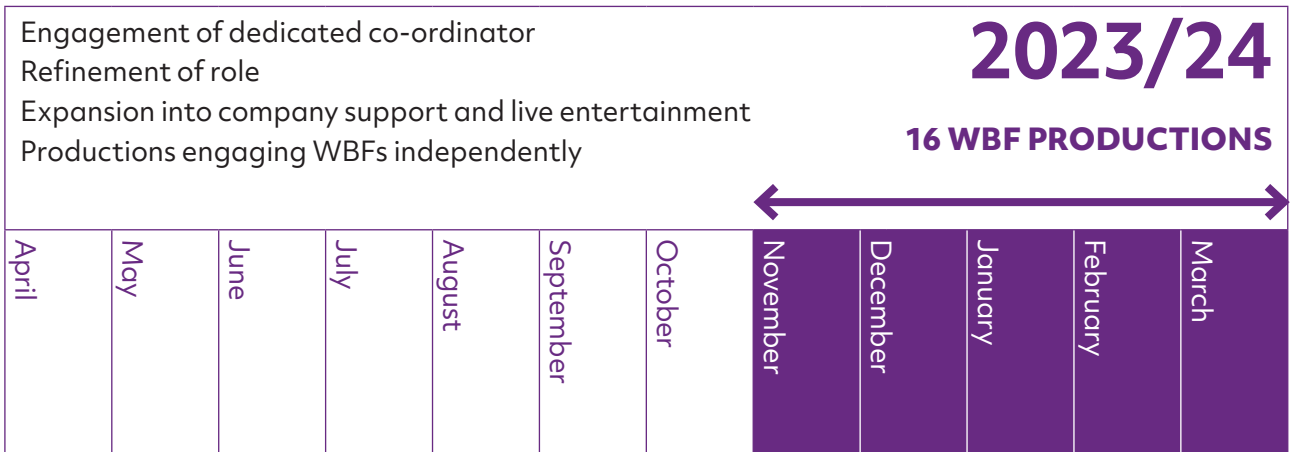 Engagement of dedicated co-ordinator
Refinement of role
Expansion into company support and live entertainment
Productions engaging WBFs independently
2023/24
16 WBF PRODUCTIONS
April
May
June
July
August
September
October
November
December
January
February
March